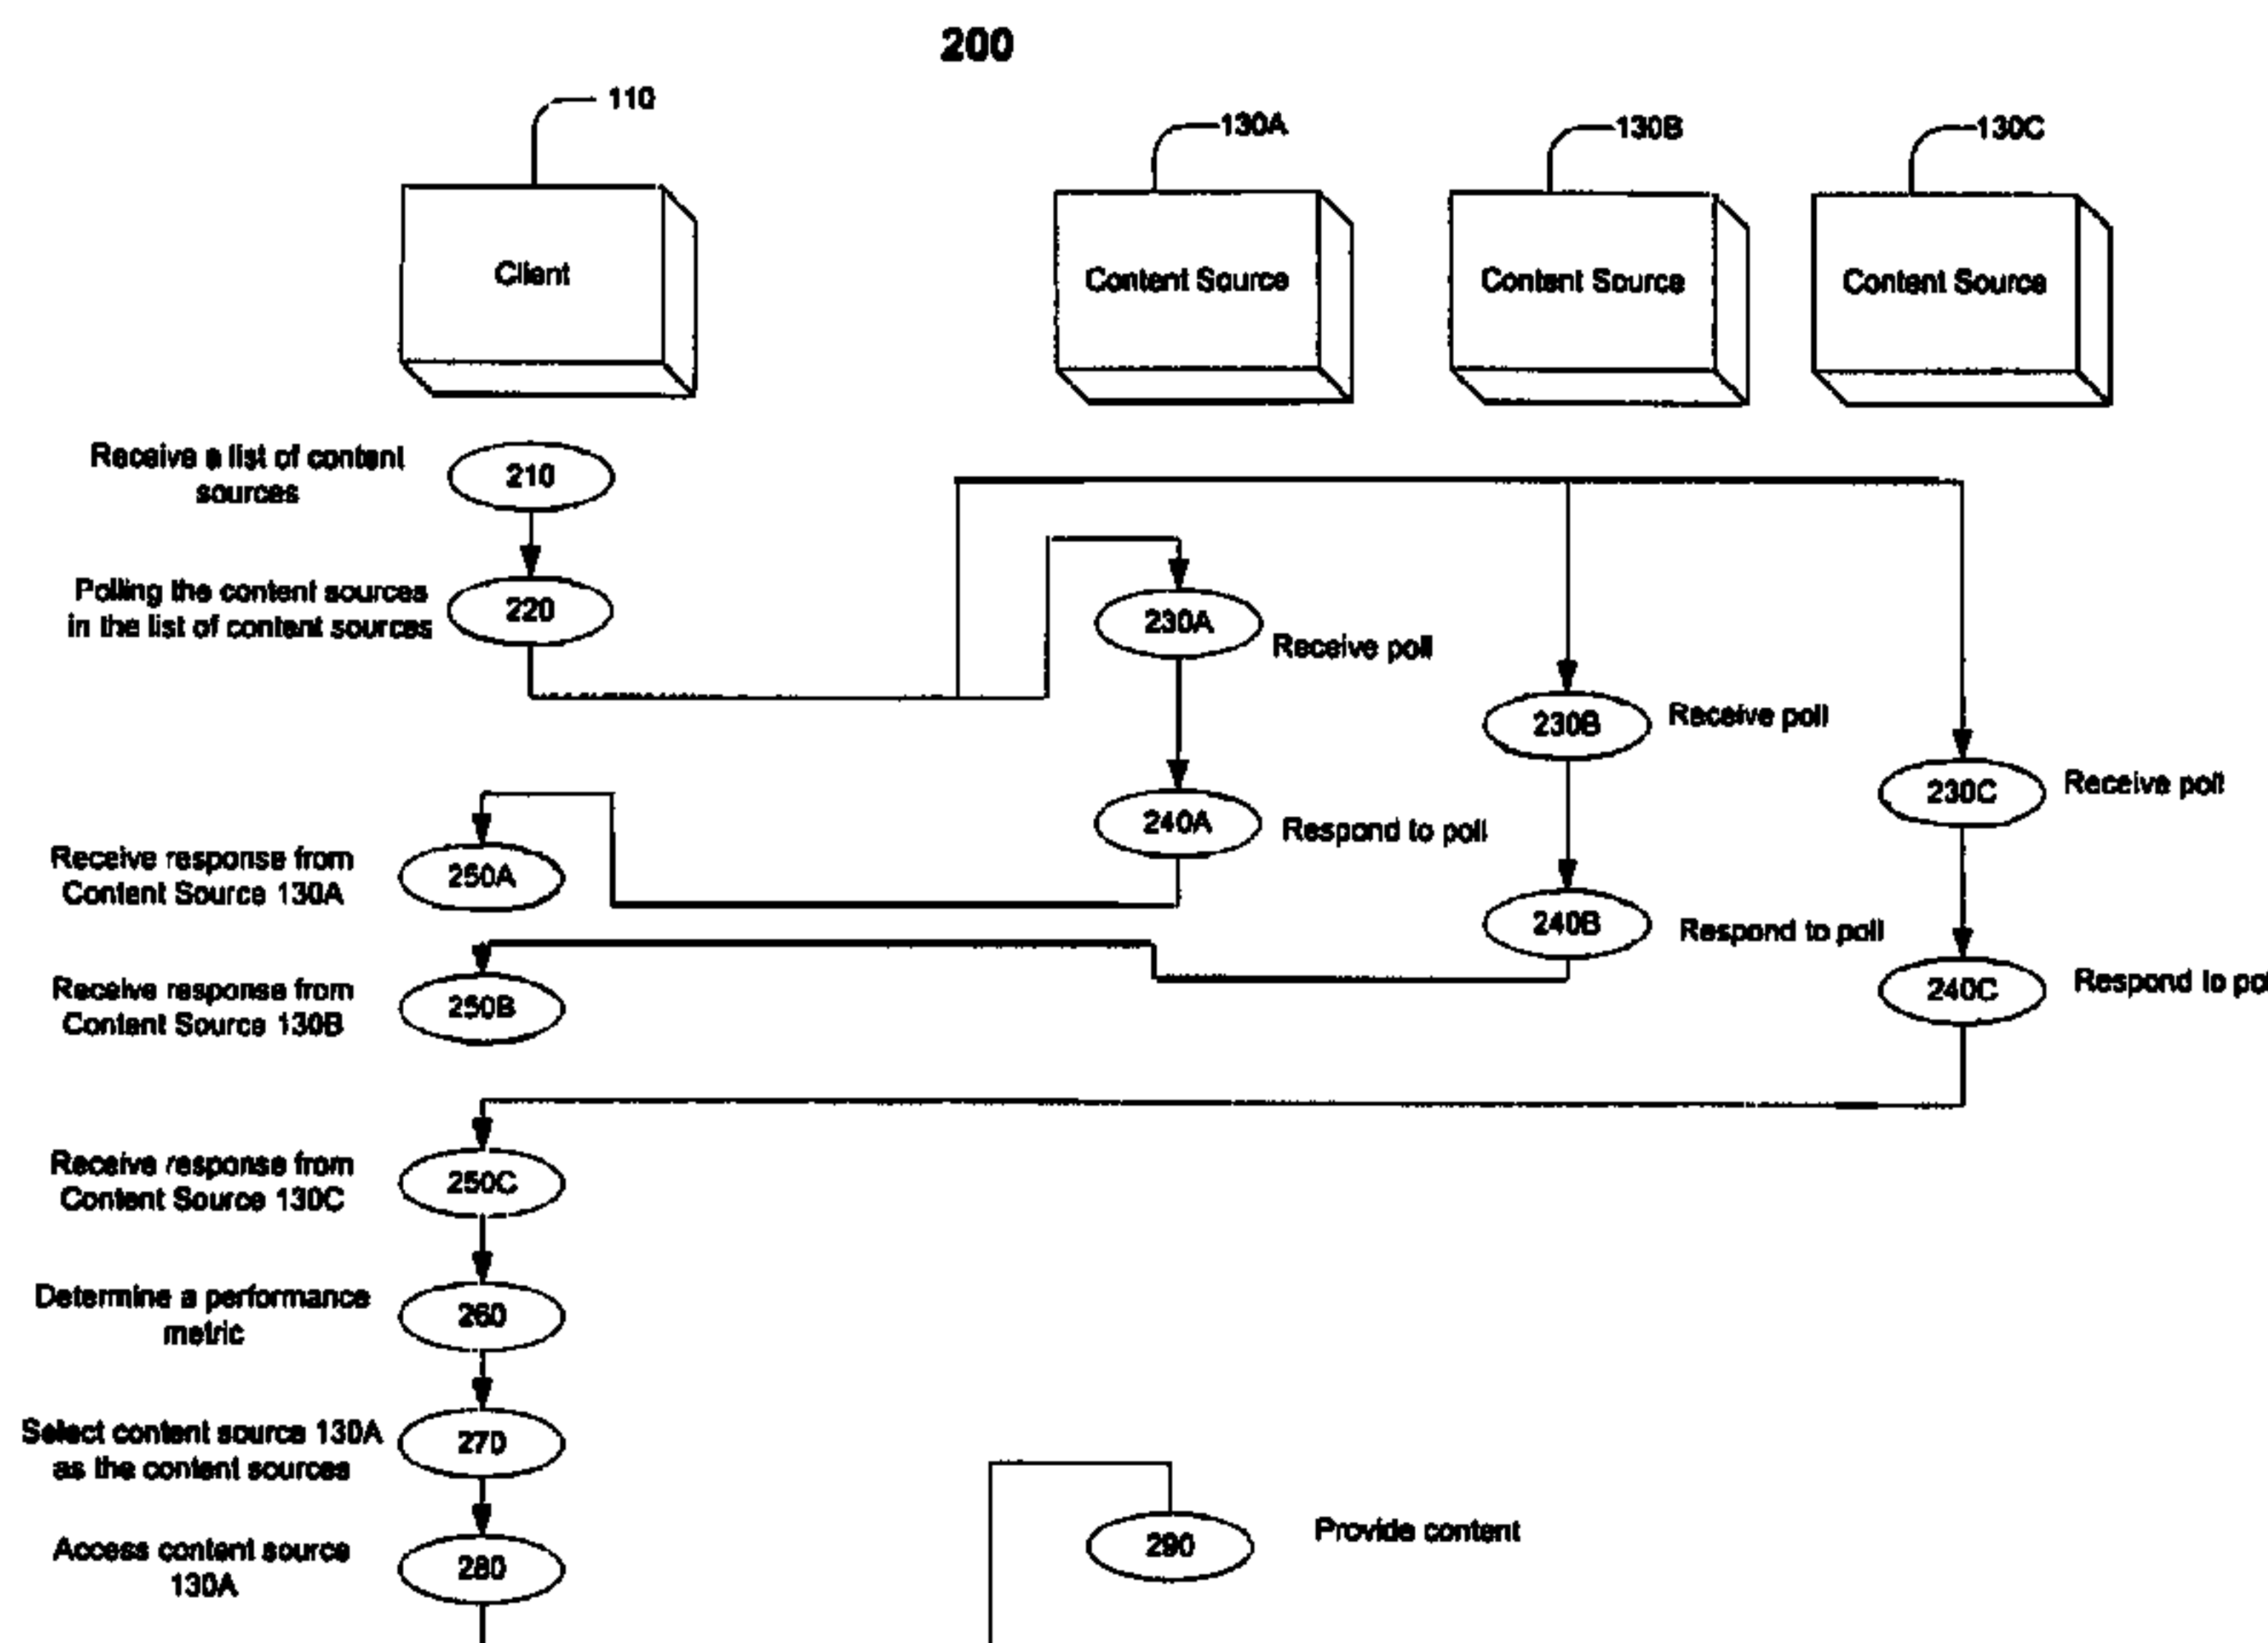 200
110
130A
130B
130C
Client
Content Source
Content Source
Content Source
Receive a list of content
sources
210
Polling the content sources
in the list of content sources
220
230A
Receive poll
230B
Receive poll
230C
Receive poll
240A
Respond to poll
240B
Respond to poll
240C
Respond to pol
Receive response from
Content Source 130A
250A
Receive response from
Content Source 130B
250B
Receive response from
Content Source 130C
250C
Determine a performance
metric
260
Select content source 130A
as the content sources
270
Access content source
130A
280
290
Provide content